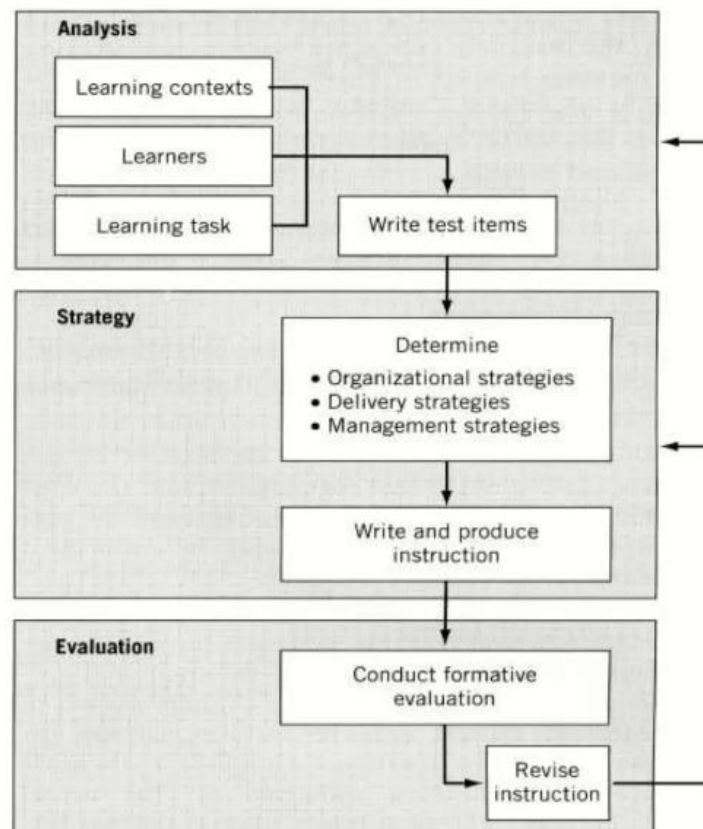 Analysis
Learning contexts
Learners
Learning task
Write test items
Strategy
Determine
• Organizational strategies
• Delivery strategies
• Management strategies
Write and produce
instruction
Evaluation
Conduct formative
evaluation
Revise
instruction